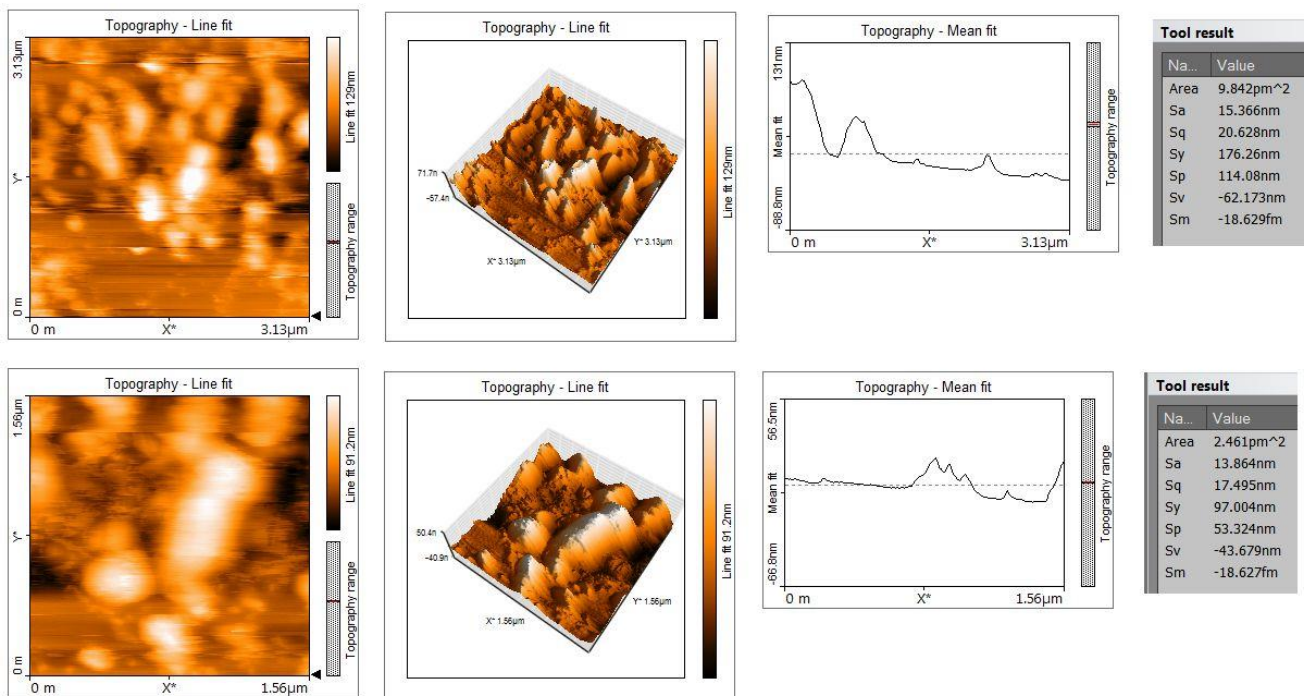 Topography - Line fit
3.13µm
Y*
0 m
0 m
X*
3.13µm
Line fit 129nm
Topography range
Topography - Line fit
71.7n
-57.4n
X* 3.13µm
Y* 3.13µm
Line fit 129nm
Topography - Mean fit
131nm
Mean fit
-88.8nm
0 m
X*
3.13µm
Topography range
Tool result
Na... Value
Area 9.842pm^2
Sa 15.366nm
Sq 20.628nm
Sy 176.26nm
Sp 114.08nm
Sv -62.173nm
Sm -18.629fm
Topography - Line fit
1.56µm
Y*
0 m
0 m
X*
1.56µm
Line fit 91.2nm
Topography range
Topography - Line fit
50.4n
-40.9n
X* 1.56µm
Y* 1.56µm
Line fit 91.2nm
Topography - Mean fit
56.5nm
Mean fit
-66.8nm
0 m
X*
1.56µm
Topography range
Tool result
Na... Value
Area 2.461pm^2
Sa 13.864nm
Sq 17.495nm
Sy 97.004nm
Sp 53.324nm
Sv -43.679nm
Sm -18.627fm